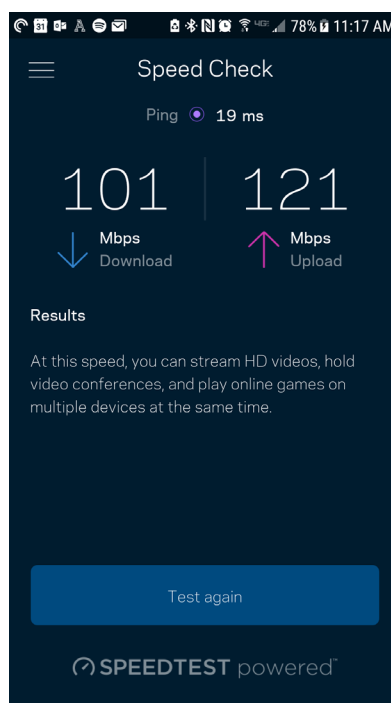 31 78% 11:17 AM
Speed Check
Ping 19 ms
101 121
Mbps Mbps
Download Upload
Results
At this speed, you can stream HD videos, hold
video conferences, and play online games on
multiple devices at the same time.
Test again
SPEEDTEST powered™